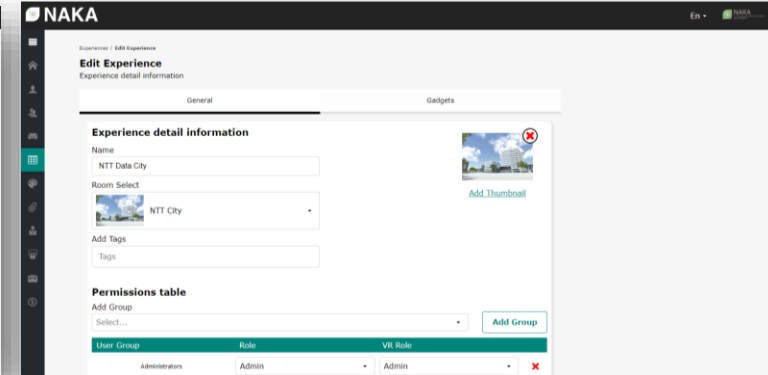 NAKA
En
NAKA
Experiences / Edit Experience
Edit Experience
Experience detail information
General
Gadgets
Experience detail information
Name
NTT Data City
Add Thumbnail
Room Select
NTT City
Add Tags
Tags
Permissions table
Add Group
Select...
Add Group
User Group Role VR Role
Administrators Admin Admin